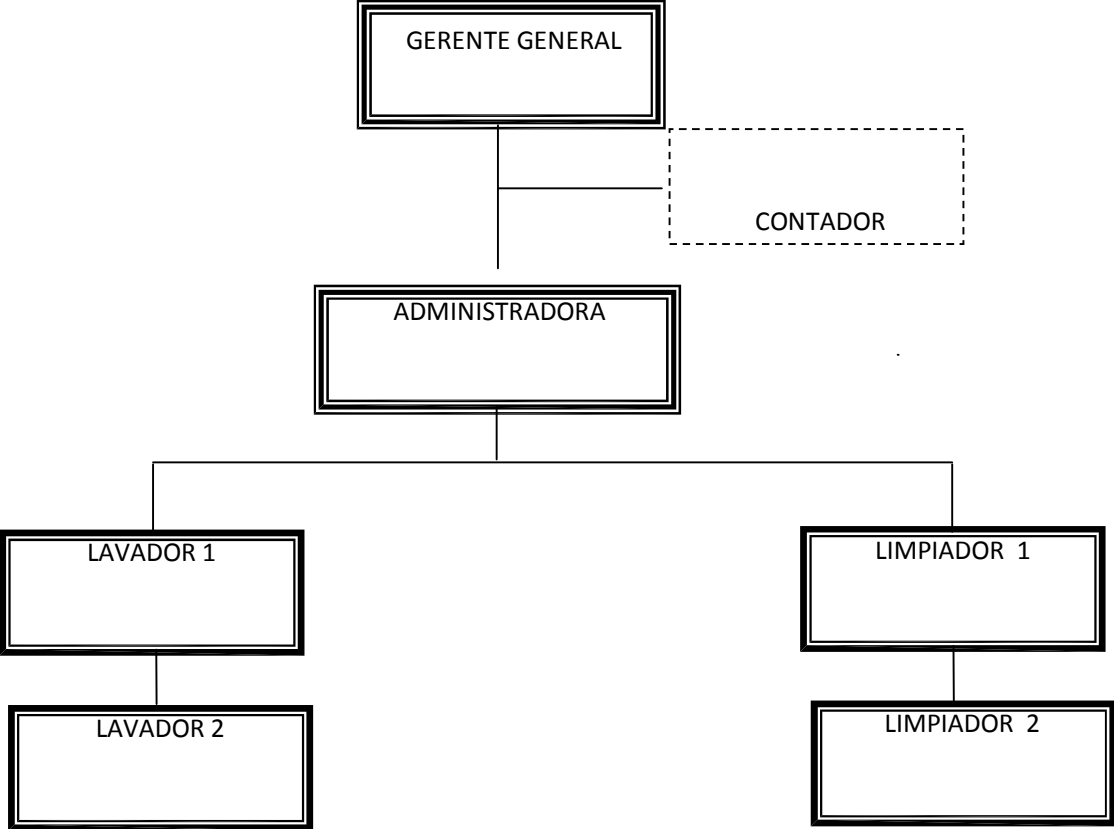 GERENTE GENERAL
CONTADOR
ADMINISTRADORA
.
LAVADOR 1
LIMPIADOR  1
LAVADOR 2
LIMPIADOR  2